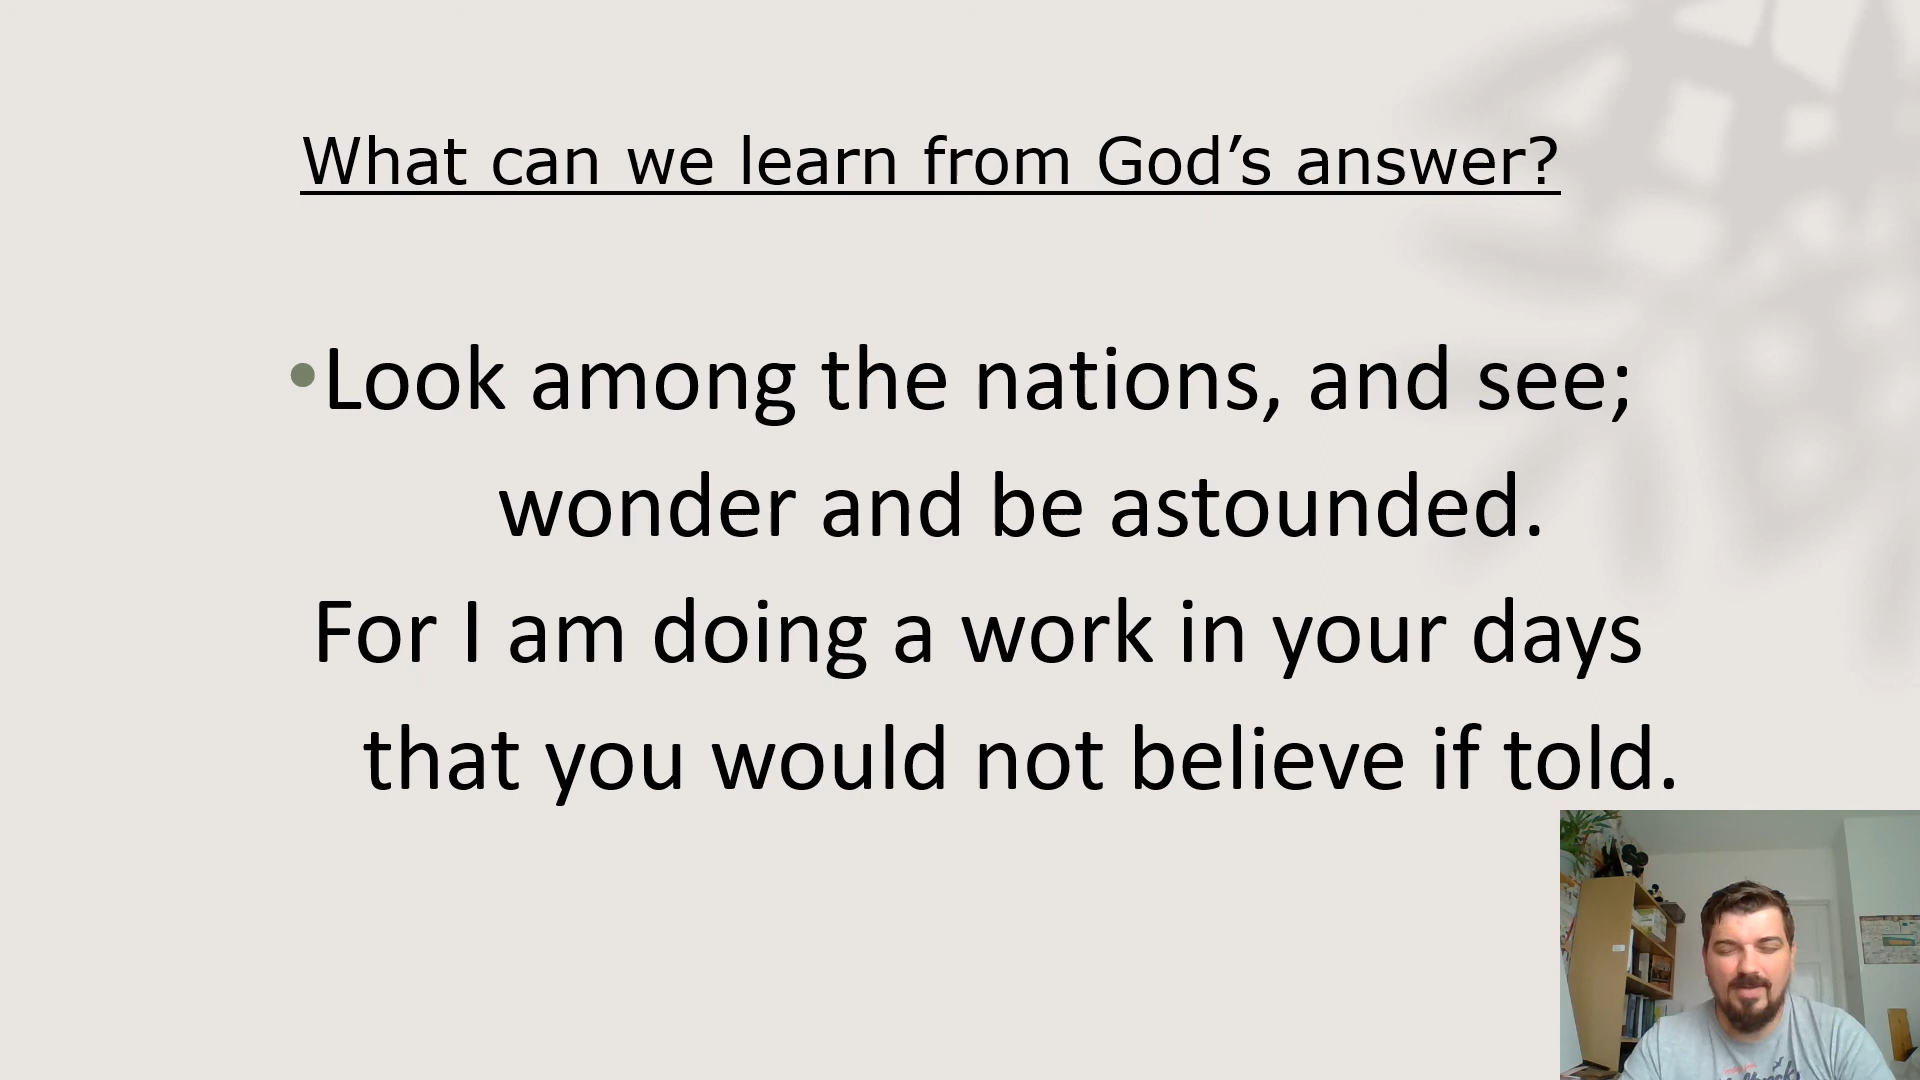 What can we learn from God’s answer?
•Look among the nations, and see;
wonder and be astounded.
For I am doing a work in your days
that you would not believe if told.